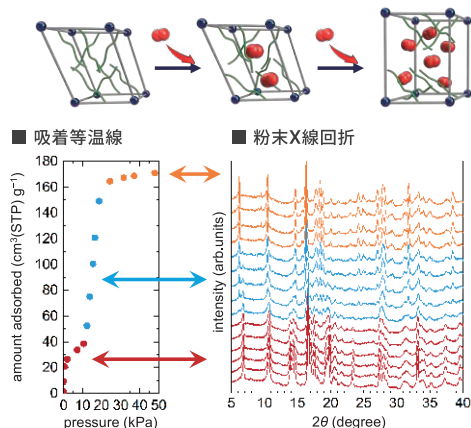 ■ 吸着等温線
■ 粉末X線回折
amount adsorbed (cm³(STP) g⁻¹)
180
160
140
120
100
80
60
40
20
0
0 10 20 30 40 50
pressure (kPa)
intensity (arb.units)
5 10 15 20 25 30 35 40
2θ (degree)